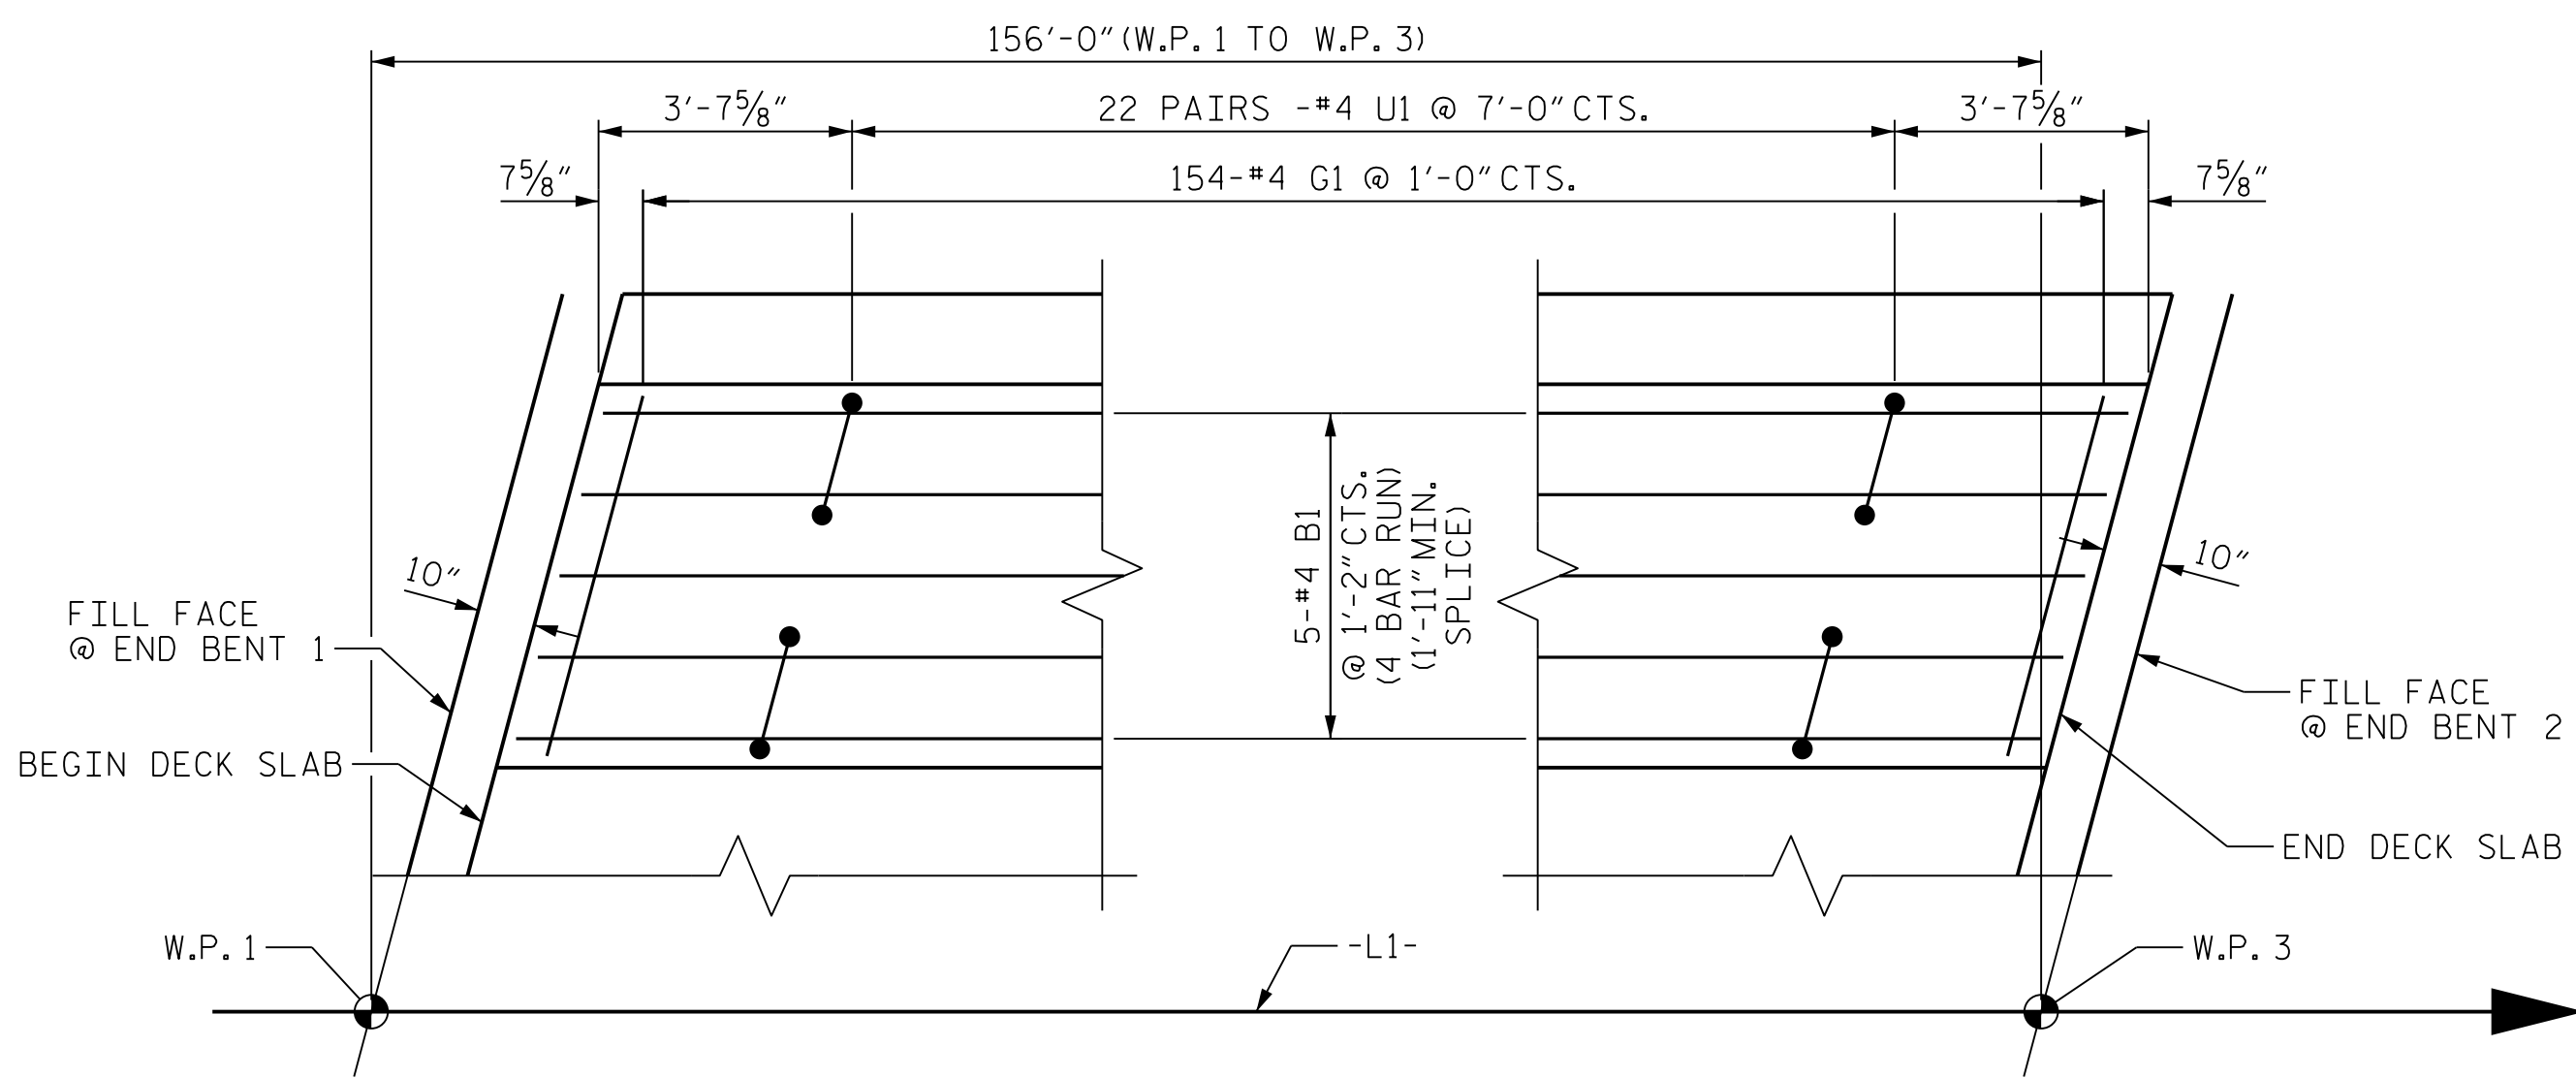 156'-0"(W.P. 1 TO W.P. 3)
3'-7⅝"
22 PAIRS -#4 U1 @ 7'-0"CTS.
3'-7⅝"
7⅝"
154-#4 G1 @ 1'-0"CTS.
7⅝"
10"
10"
5-#4 B1
@ 1'-2"CTS.
(4 BAR RUN)
(1'-11"MIN.
SPLICE)
FILL FACE
@ END BENT 1
FILL FACE
@ END BENT 2
BEGIN DECK SLAB
END DECK SLAB
W.P. 1
-L1-
W.P. 3